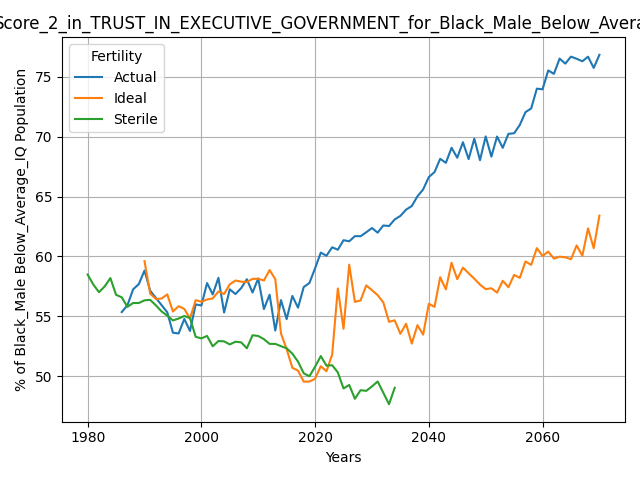 Score_2_in_TRUST_IN_EXECUTIVE_GOVERNMENT_for_Black_Male_Below_Avera
Fertility
Actual
Ideal
Sterile
% of Black_Male Below_Average_IQ Population
75
70
65
60
55
50
1980 2000 2020 2040 2060
Years